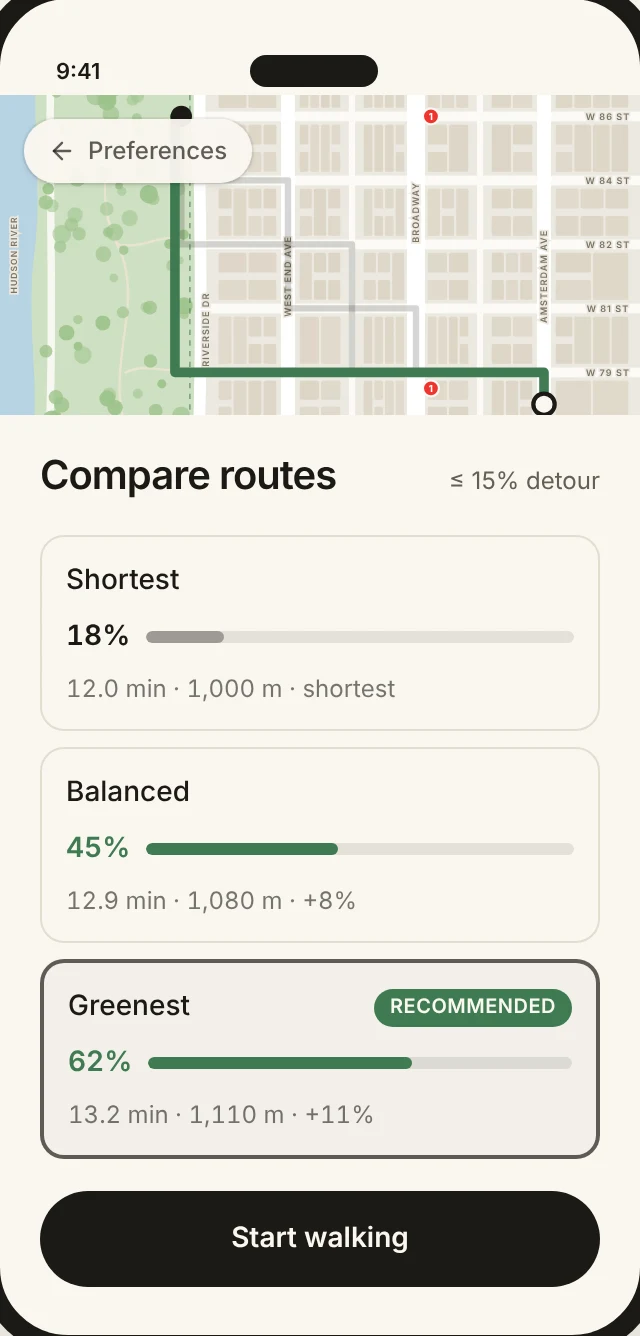 9:41
← Preferences
W 86 ST
W 84 ST
W 82 ST
W 81 ST
W 79 ST
HUDSON RIVER
RIVERSIDE DR
WEST END AVE
BROADWAY
AMSTERDAM AVE
1
1
Compare routes
≤ 15% detour
Shortest
18%
12.0 min · 1,000 m · shortest
Balanced
45%
12.9 min · 1,080 m · +8%
Greenest
RECOMMENDED
62%
13.2 min · 1,110 m · +11%
Start walking